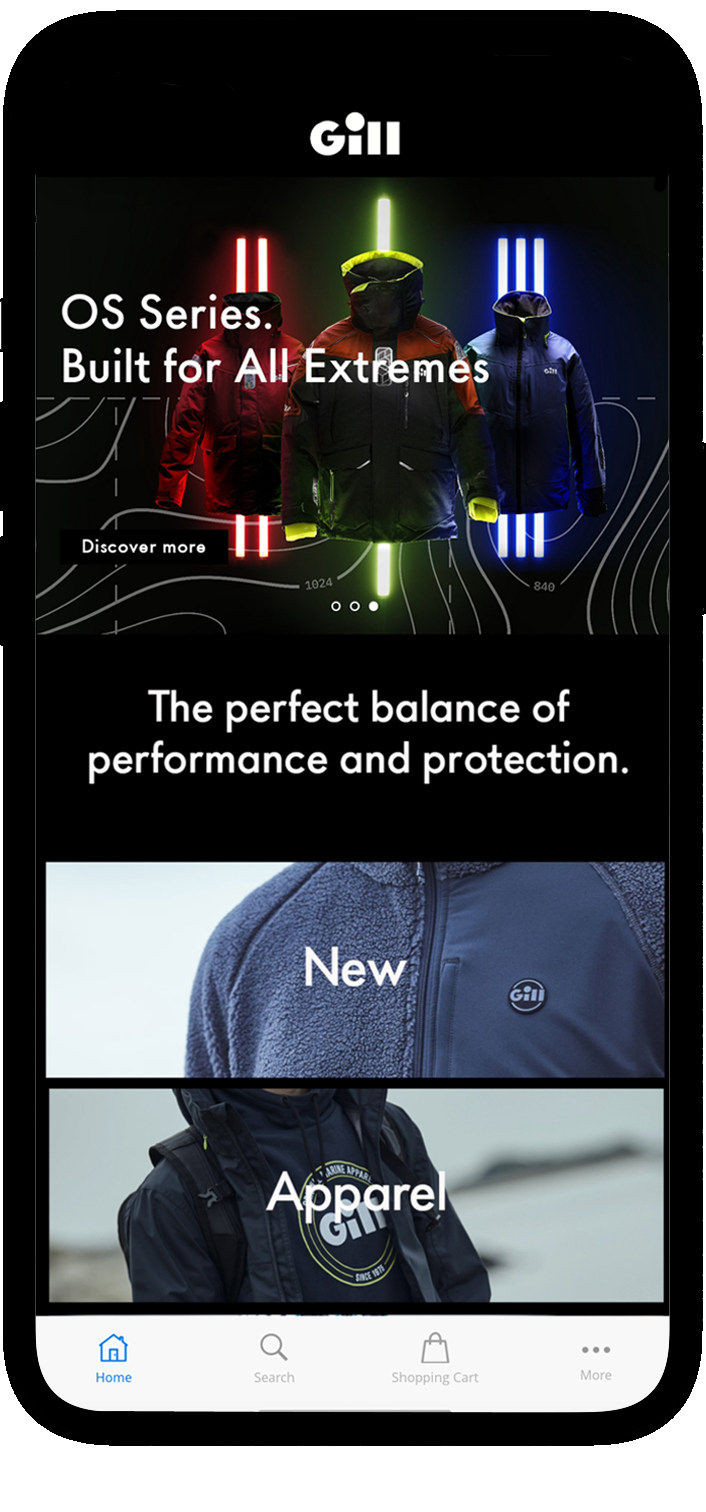 Gill
OS Series.
Built for All Extremes
Discover more
1024
840
The perfect balance of
performance and protection.
New
Gill
MARINE APPAREL
Apparel
Gill
SINCE 1975
Home
Search
Shopping Cart
More